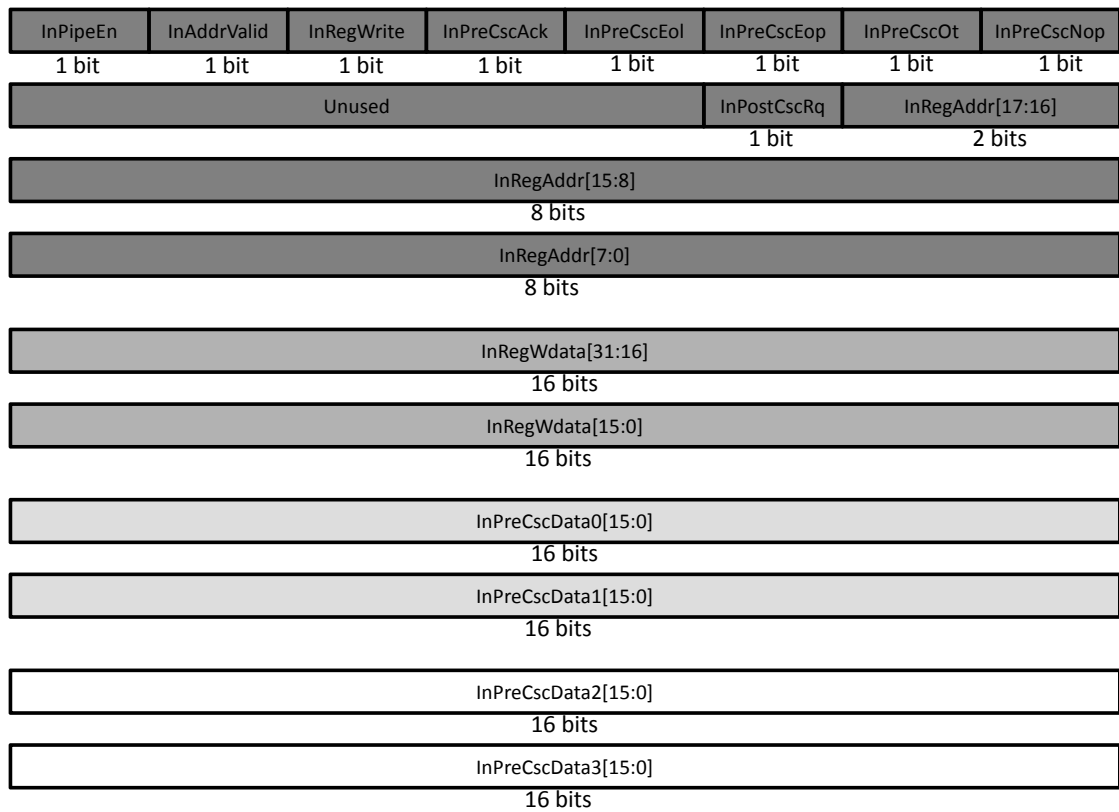 InPipeEn InAddrValid InRegWrite InPreCscAck InPreCscEol InPreCscEop InPreCscOt InPreCscNop
1 bit 1 bit 1 bit 1 bit 1 bit 1 bit 1 bit 1 bit
Unused InPostCscRq InRegAddr[17:16]
1 bit 2 bits
InRegAddr[15:8]
8 bits
InRegAddr[7:0]
8 bits
InRegWdata[31:16]
16 bits
InRegWdata[15:0]
16 bits
InPreCscData0[15:0]
16 bits
InPreCscData1[15:0]
16 bits
InPreCscData2[15:0]
16 bits
InPreCscData3[15:0]
16 bits